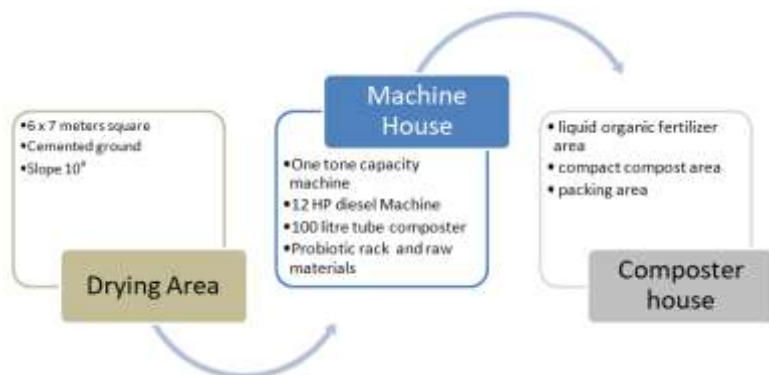 •6 x 7 meters square
•Cemented ground
•Slope 10°
Drying Area
Machine
House
•One tone capacity
machine
•12 HP diesel Machine
•100 litre tube composter
•Probiotic rack and raw
materials
• liquid organic fertilizer
area
• compact compost area
• packing area
Composter
house